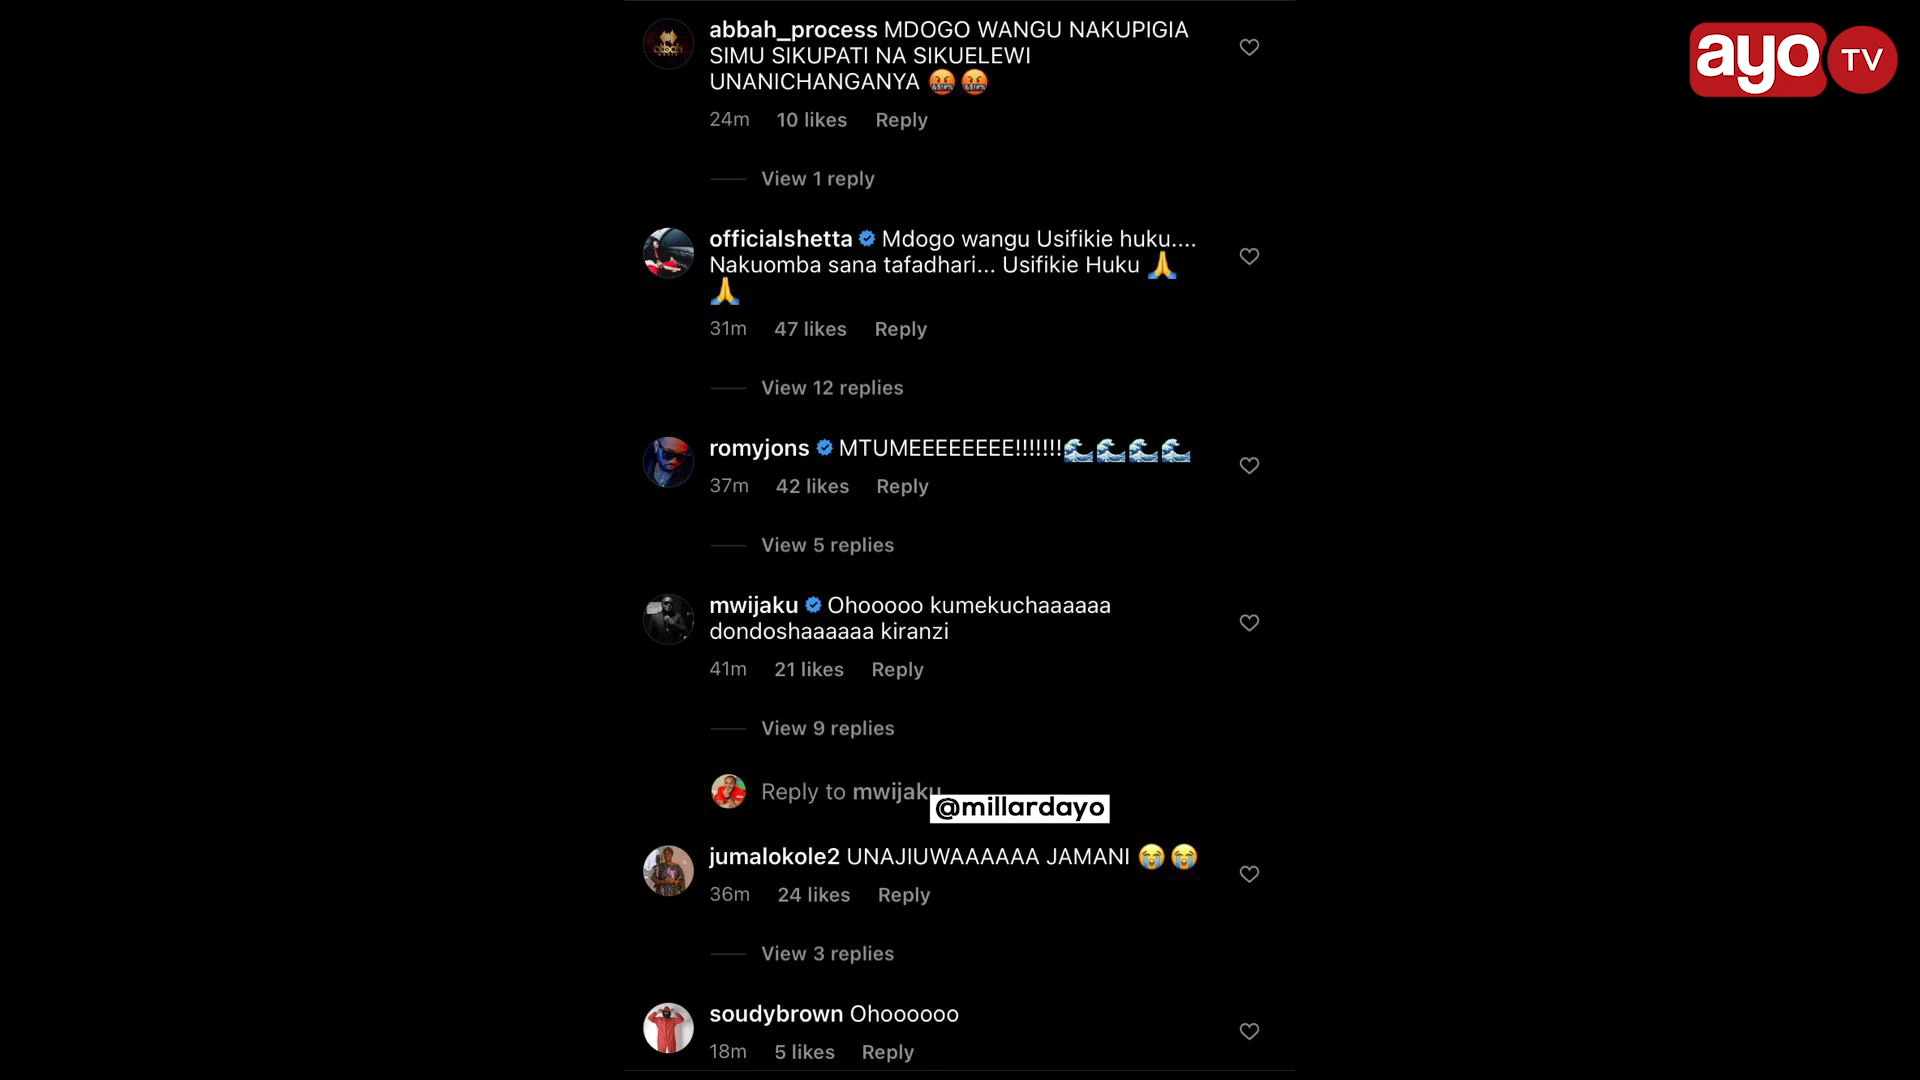 abbah_process MDOGO WANGU NAKUPIGIA
SIMU SIKUPATI NA SIKUELEWI
UNANICHANGANYA 🤬🤬
24m 10 likes Reply
View 1 reply
officialshetta Mdogo wangu Usifikie huku....
Nakuomba sana tafadhari... Usifikie Huku 🙏
🙏
31m 47 likes Reply
View 12 replies
romyjons MTUMEEEEEEEE!!!!!!!🌊🌊🌊🌊
37m 42 likes Reply
View 5 replies
mwijaku Ohooooo kumekuchaaaaaa
dondoshaaaaaa kiranzi
41m 21 likes Reply
View 9 replies
Reply to mwijaku
@millardayo
jumalokole2 UNAJIUWAAAAAA JAMANI 😭😭
36m 24 likes Reply
View 3 replies
soudybrown Ohoooooo
18m 5 likes Reply
ayo TV